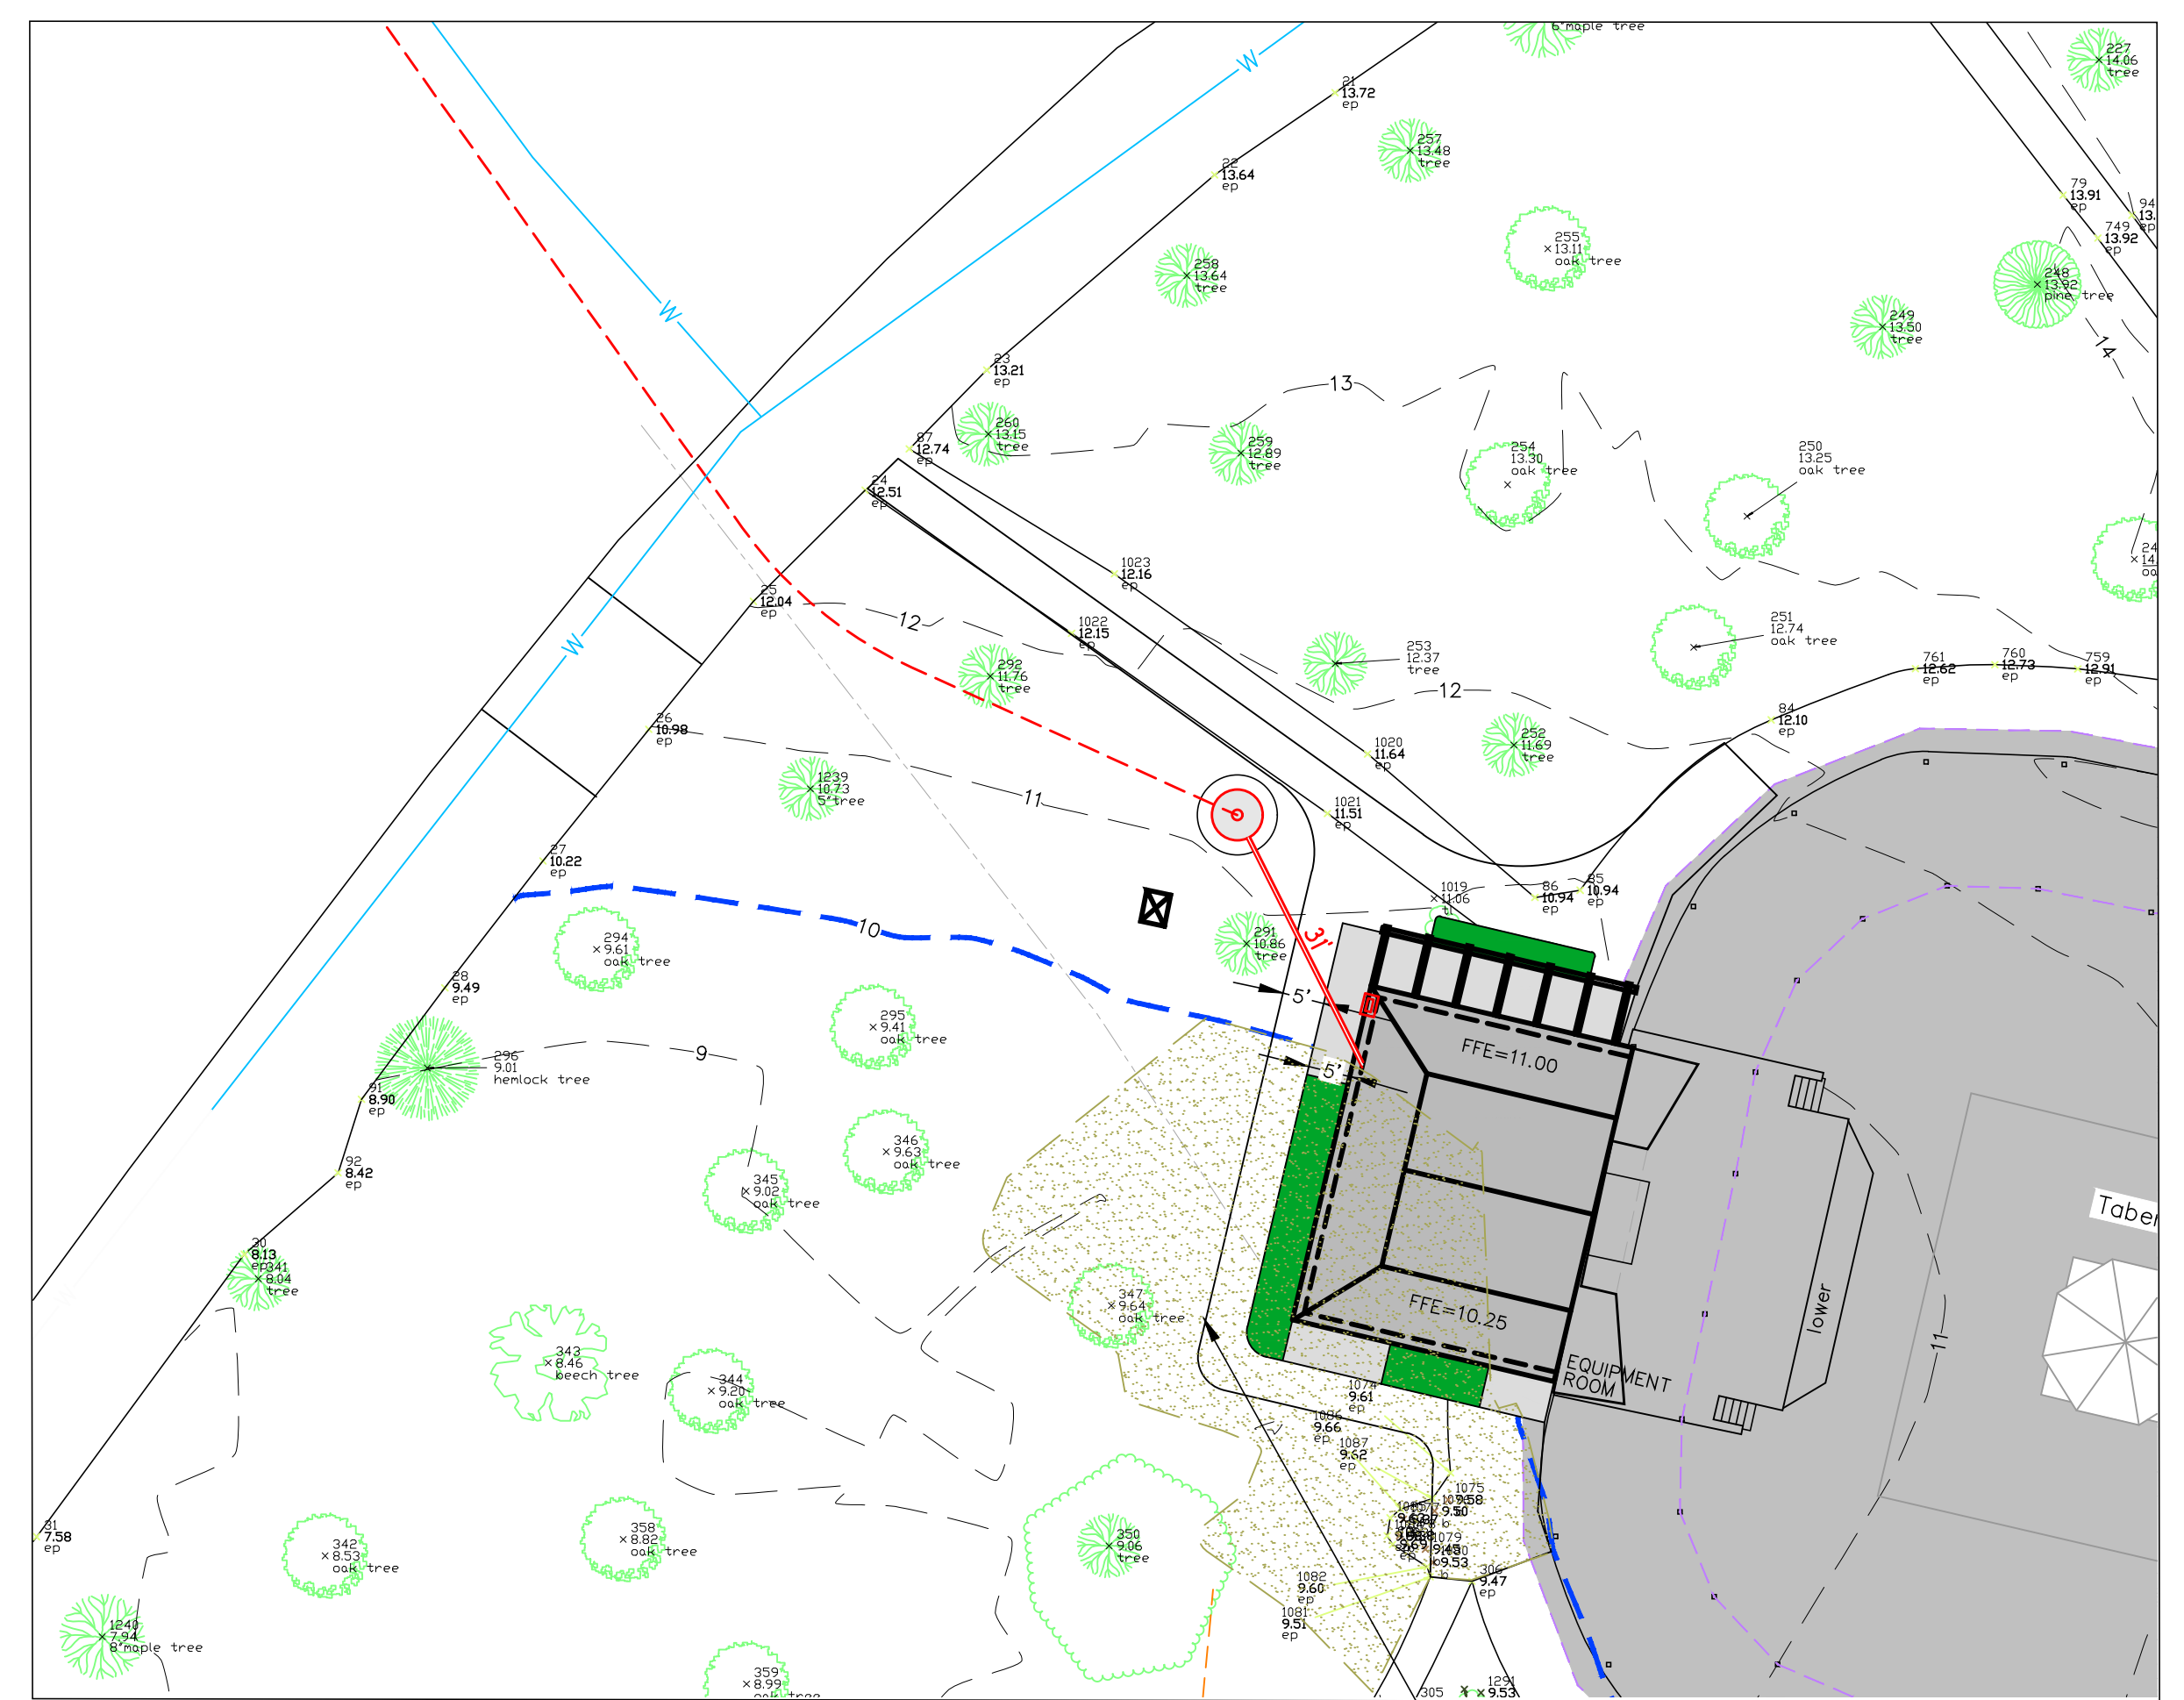 6"maple tree
227
14.06
tree
W
21
13.72
ep
257
13.48
tree
22
13.64
ep
79
13.91
ep
94
13.
ep
749
13.92
ep
255
13.11
oak tree
258
13.64
tree
248
13.92
pine tree
W
249
13.50
tree
14
23
13.21
ep
13
260
13.15
tree
87
12.74
ep
259
12.89
tree
254
13.30
oak tree
250
13.25
oak tree
24
12.51
ep
24
14.
oa
1023
12.16
ep
25
12.04
ep
12
1022
12.15
ep
251
12.74
oak tree
W
253
12.37
tree
292
11.76
tree
761
12.62
ep
760
12.73
ep
759
12.91
ep
12
84
12.10
ep
26
10.98
ep
252
11.69
tree
1020
11.64
ep
1239
10.73
5"tree
11
1021
11.51
ep
27
10.22
ep
1019
11.06
tl
86
10.94
ep
85
10.94
ep
10
294
9.61
oak tree
291
10.86
tree
31'
28
9.49
ep
5'
295
9.41
oak tree
9
296
9.01
hemlock tree
FFE=11.00
5'
91
8.90
ep
346
9.63
oak tree
92
8.42
ep
345
9.02
oak tree
Taber
30
8.13
ep
341
8.04
tree
347
9.64
oak tree
FFE=10.25
lower
11
343
8.46
beech tree
344
9.20
oak tree
EQUIPMENT
ROOM
1074
9.61
ep
1086
9.66
ep
1087
9.62
ep
1075
9.58
9.50
b
31
7.58
ep
342
8.53
oak tree
358
8.82
oak tree
350
9.06
tree
1079
9.45
9.69
ep
9.53
b
306
9.47
ep
1082
9.60
ep
1081
9.51
ep
1240
7.94
8"maple tree
359
8.99
oak tree
305
1291
9.53